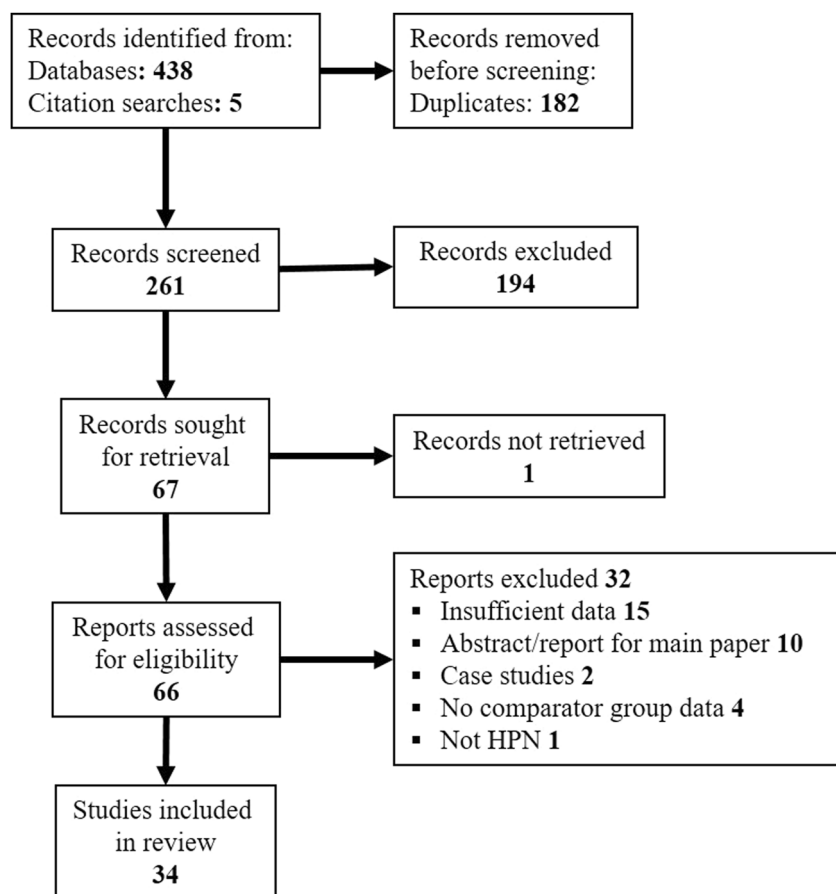 Records identified from:
Databases: 438
Citation searches: 5
Records removed
before screening:
Duplicates: 182
Records screened
261
Records excluded
194
Records sought
for retrieval
67
Records not retrieved
1
Reports assessed
for eligibility
66
Reports excluded 32
▪ Insufficient data 15
▪ Abstract/report for main paper 10
▪ Case studies 2
▪ No comparator group data 4
▪ Not HPN 1
Studies included
in review
34